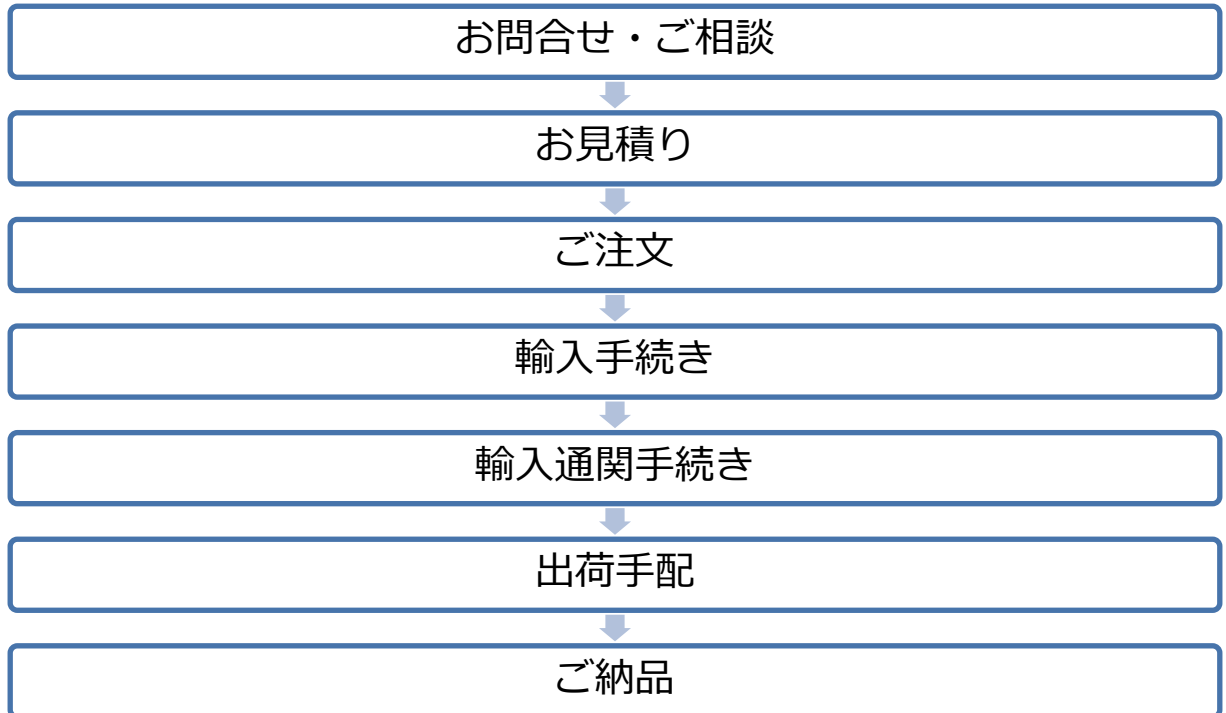 お問合せ・ご相談
お見積り
ご注文
輸入手続き
輸入通関手続き
出荷手配
ご納品